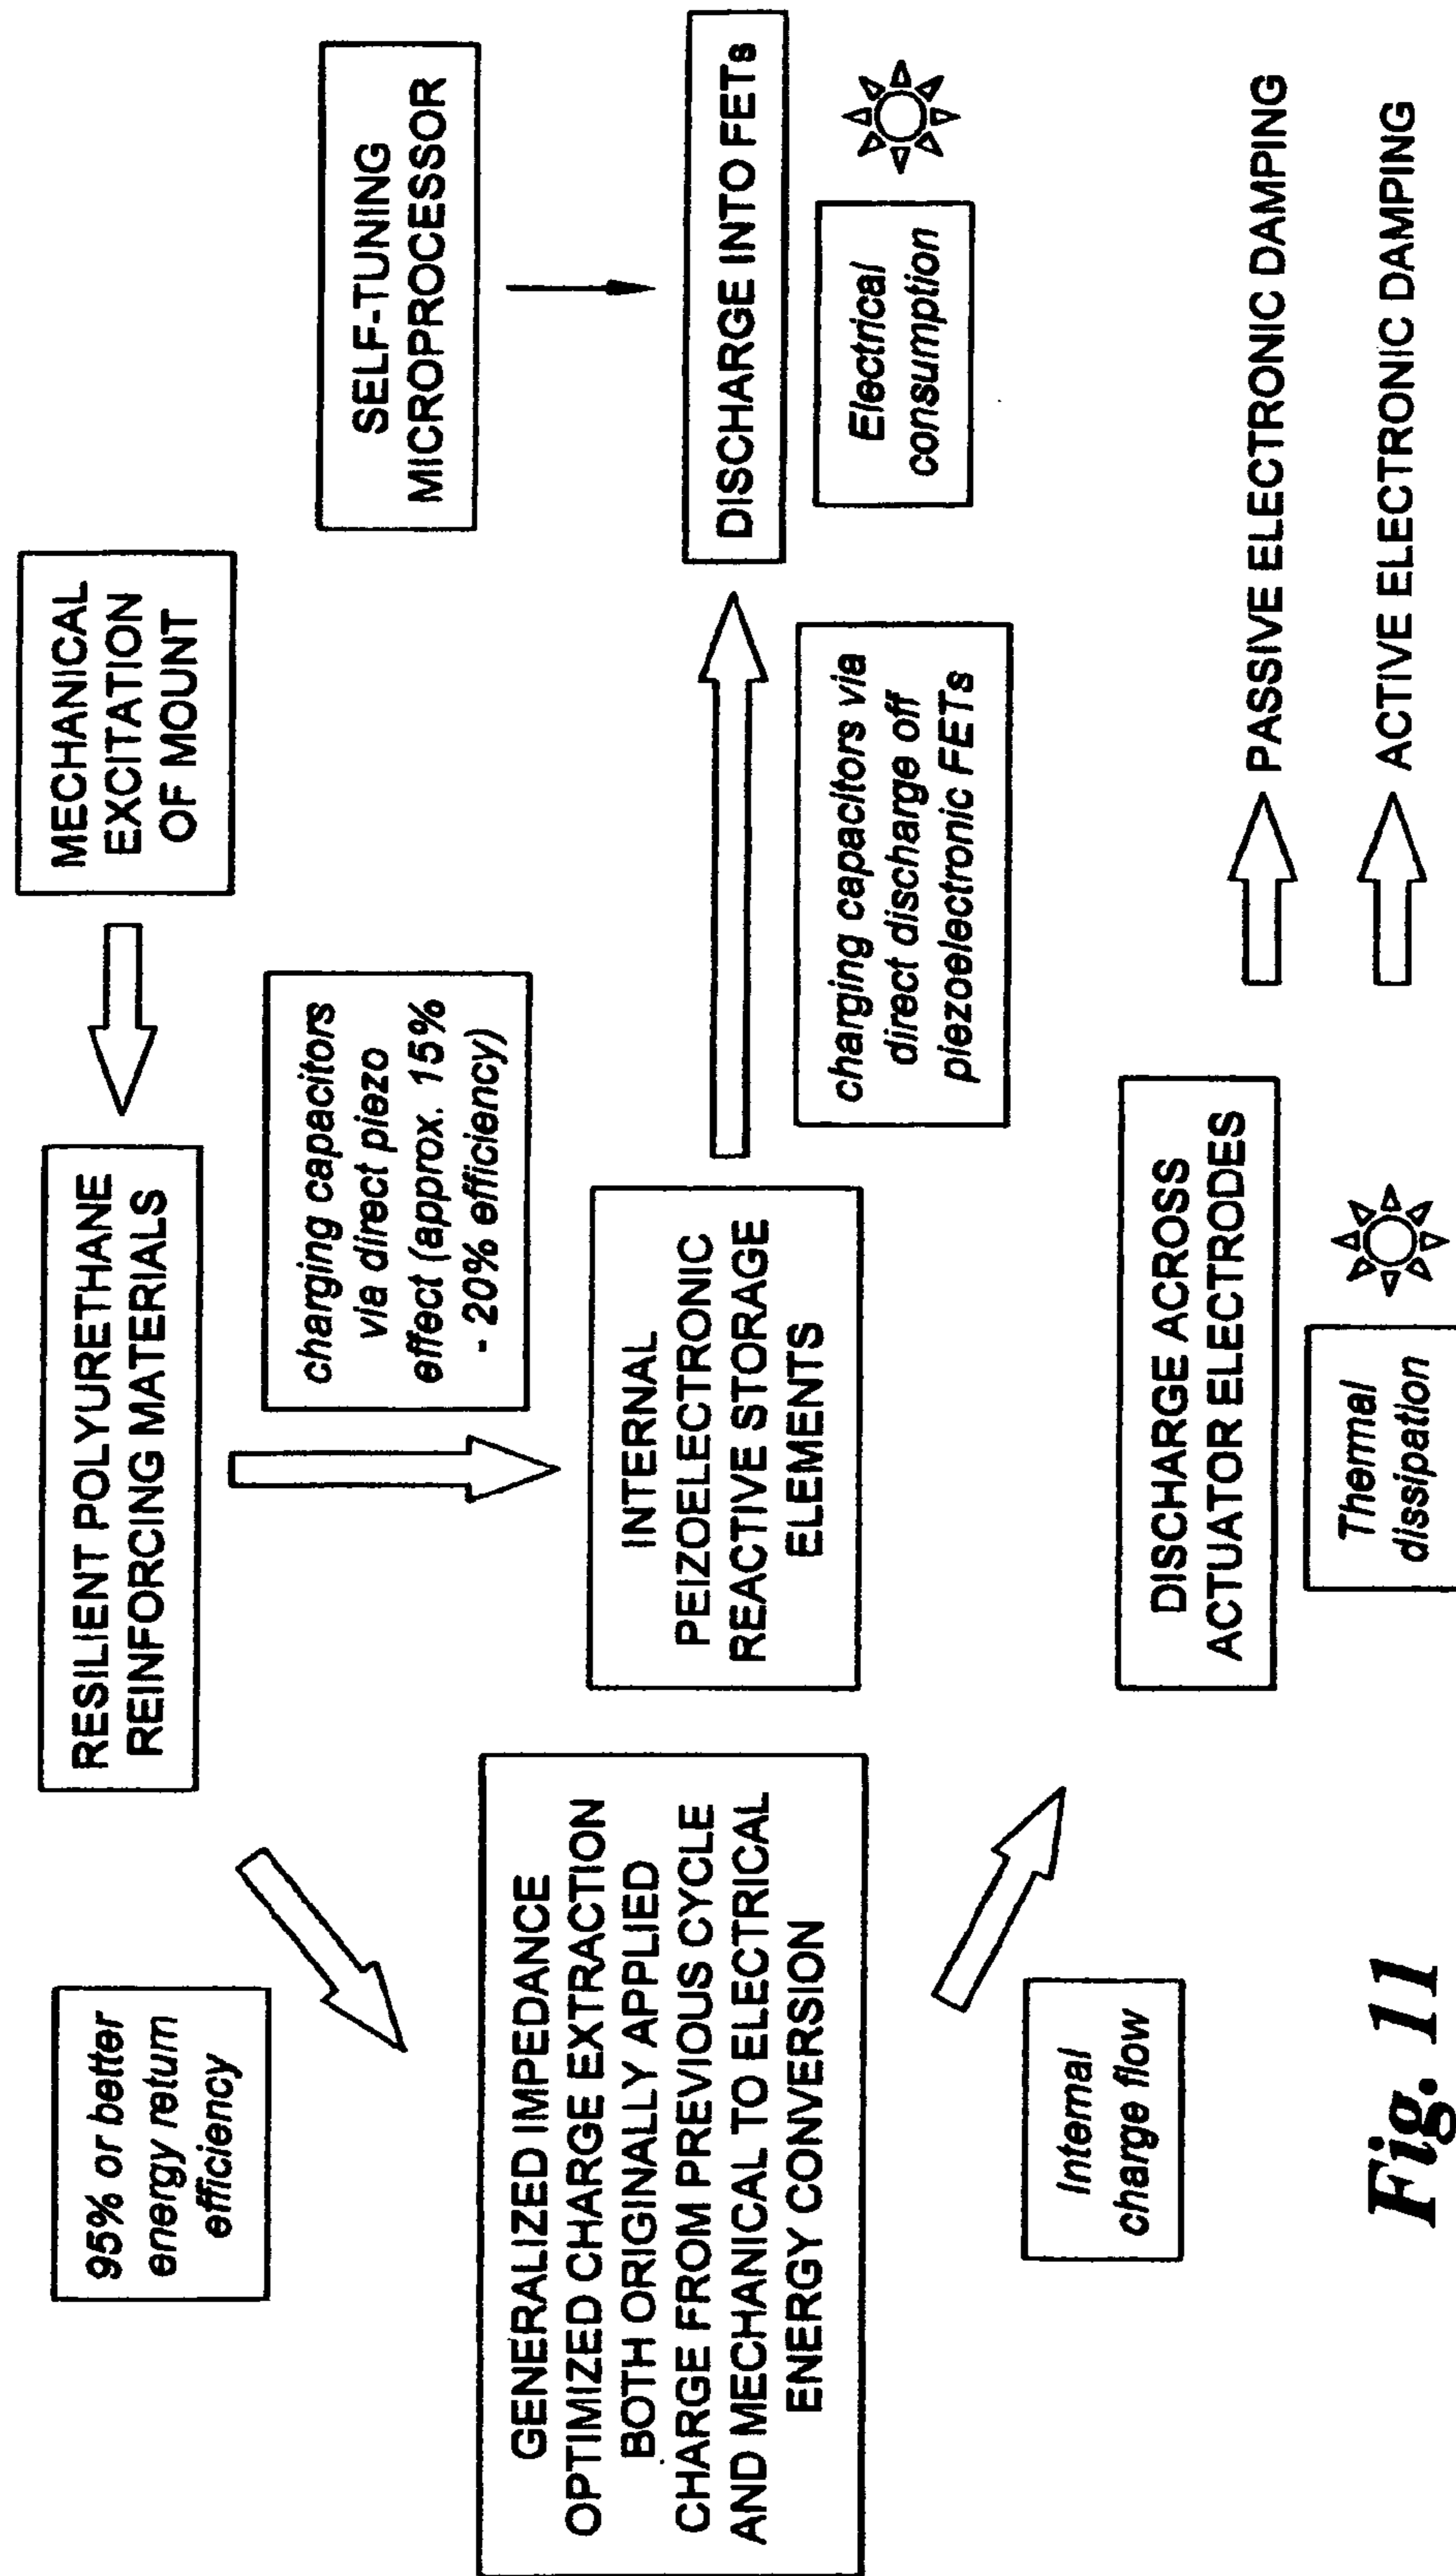 MECHANICAL
EXCITATION
OF MOUNT
RESILIENT POLYURETHANE
REINFORCING MATERIALS
95% or better
energy return
efficiency
charging capacitors
via direct piezo
effect (approx. 15%
- 20% efficiency)
SELF-TUNING
MICROPROCESSOR
GENERALIZED IMPEDANCE
OPTIMIZED CHARGE EXTRACTION
BOTH ORIGINALLY APPLIED
CHARGE FROM PREVIOUS CYCLE
AND MECHANICAL TO ELECTRICAL
ENERGY CONVERSION
INTERNAL
PEIZOELECTRONIC
REACTIVE STORAGE
ELEMENTS
DISCHARGE INTO FETs
charging capacitors via
direct discharge off
piezoelectronic FETs
Electrical
consumption
Internal
charge flow
DISCHARGE ACROSS
ACTUATOR ELECTRODES
Thermal
dissipation
PASSIVE ELECTRONIC DAMPING
ACTIVE ELECTRONIC DAMPING
Fig. 11